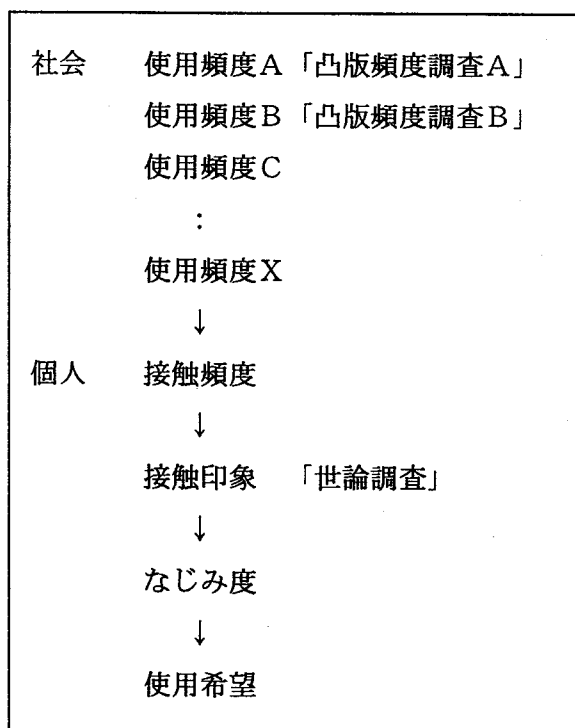 社会　使用頻度A「凸版頻度調査A」
使用頻度B「凸版頻度調査B」
使用頻度C
：
使用頻度X
↓
個人　接触頻度
↓
接触印象　「世論調査」
↓
なじみ度
↓
使用希望